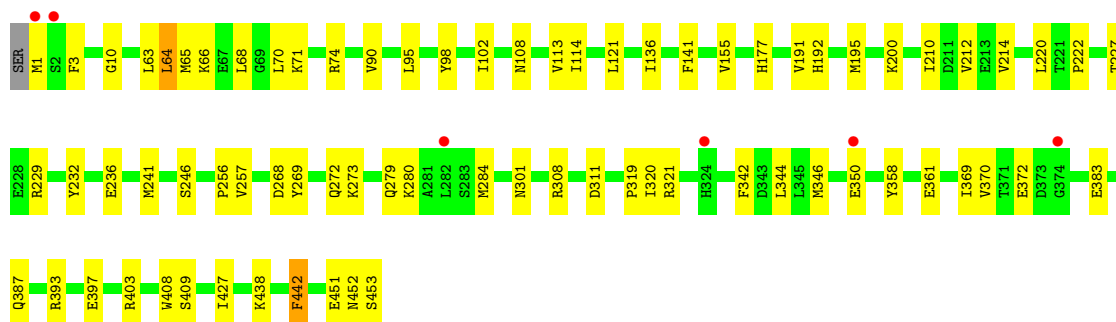 SER M1 S2 F3 G10 L63 L64 M65 K66 E67 L68 G69 L70 K71 R74 V90 L95 Y98 I102 N108 V113 I114 L121 I136 F141 V155 H177 V191 H192 M195 K200 I210 D211 V212 E213 V214 L220 T221 P222 T227
E228 R229 Y232 E236 M241 S246 P256 V257 D268 Y269 Q272 K273 Q279 K280 A281 L282 S283 M284 N301 R308 D311 P319 I320 R321 H324 F342 D343 L344 L345 M346 E350 Y358 E361 I369 V370 T371 E372 D373 G374 E383
Q387 R393 E397 R403 W408 S409 I427 K438 F442 E451 N452 S453